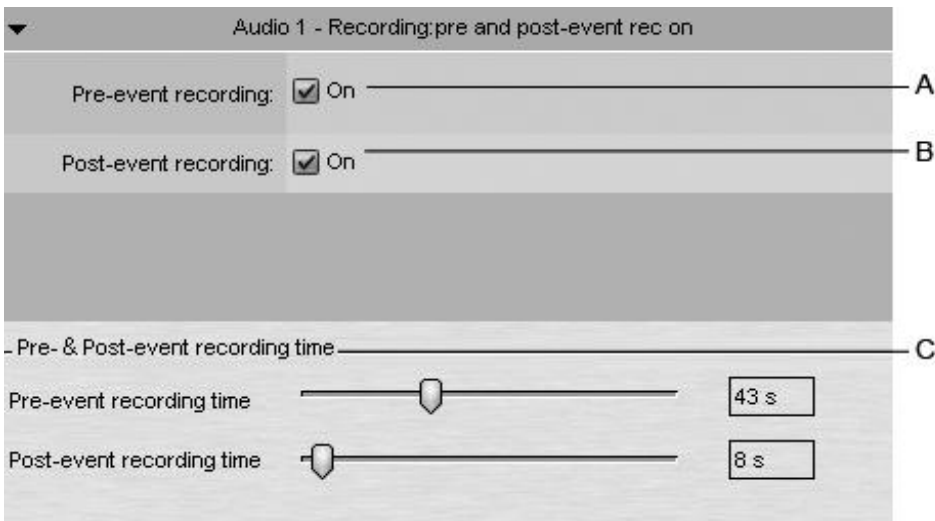 Audio 1 - Recording:pre and post-event rec on
Pre-event recording: On A
Post-event recording: On B
Pre- & Post-event recording time C
Pre-event recording time 43 s
Post-event recording time 8 s